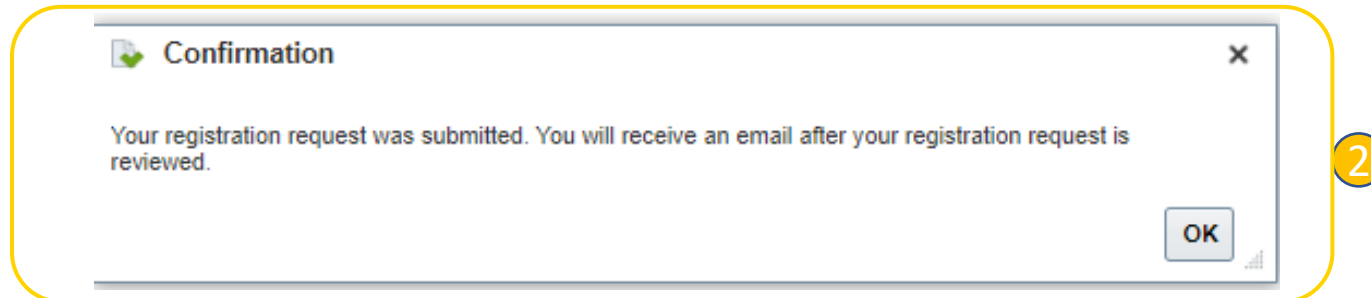 Confirmation
Your registration request was submitted. You will receive an email after your registration request is
reviewed.
2
OK